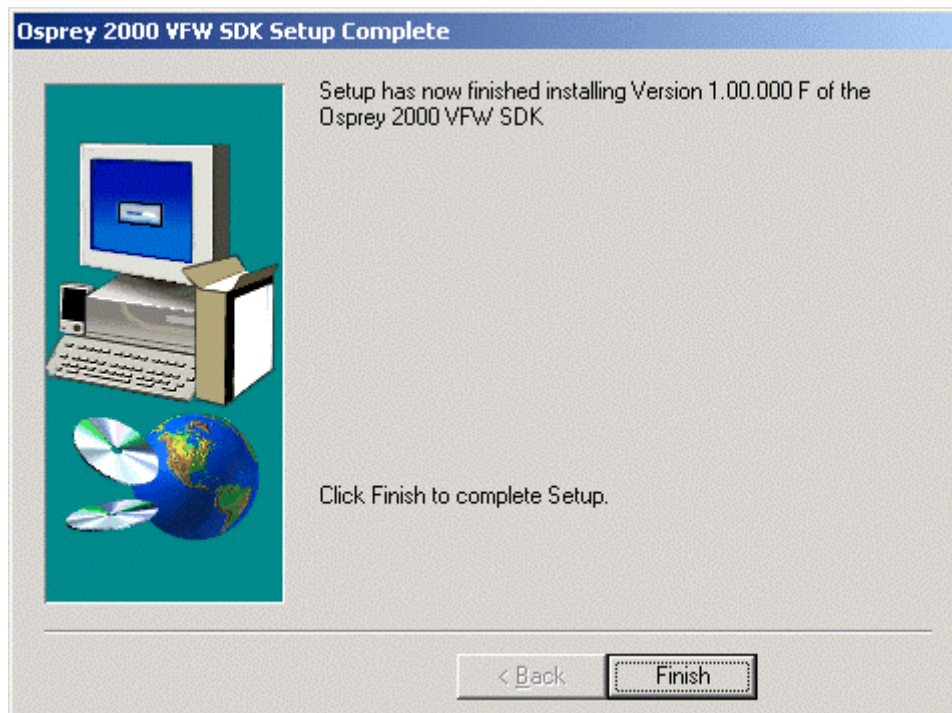 Osprey 2000 VFW SDK Setup Complete
Setup has now finished installing Version 1.00.000 F of the
Osprey 2000 VFW SDK
Click Finish to complete Setup.
< Back
Finish